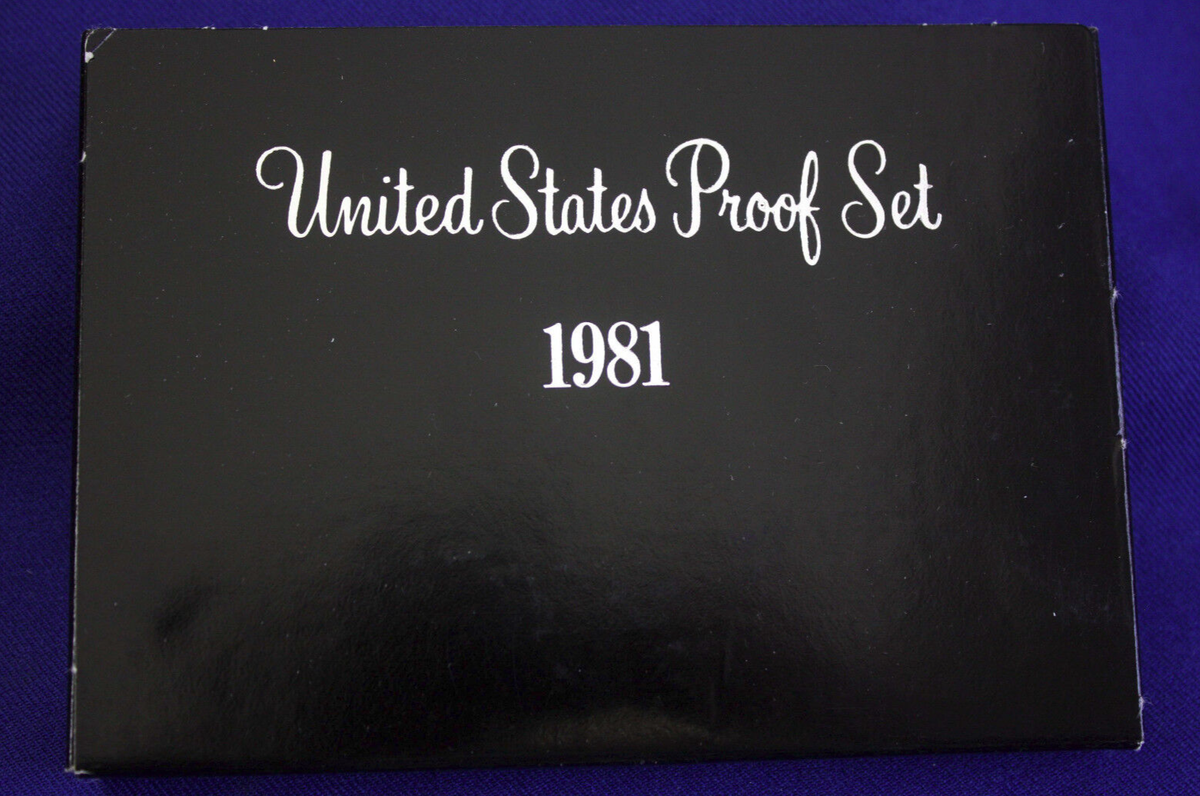 United States Proof Set
1981